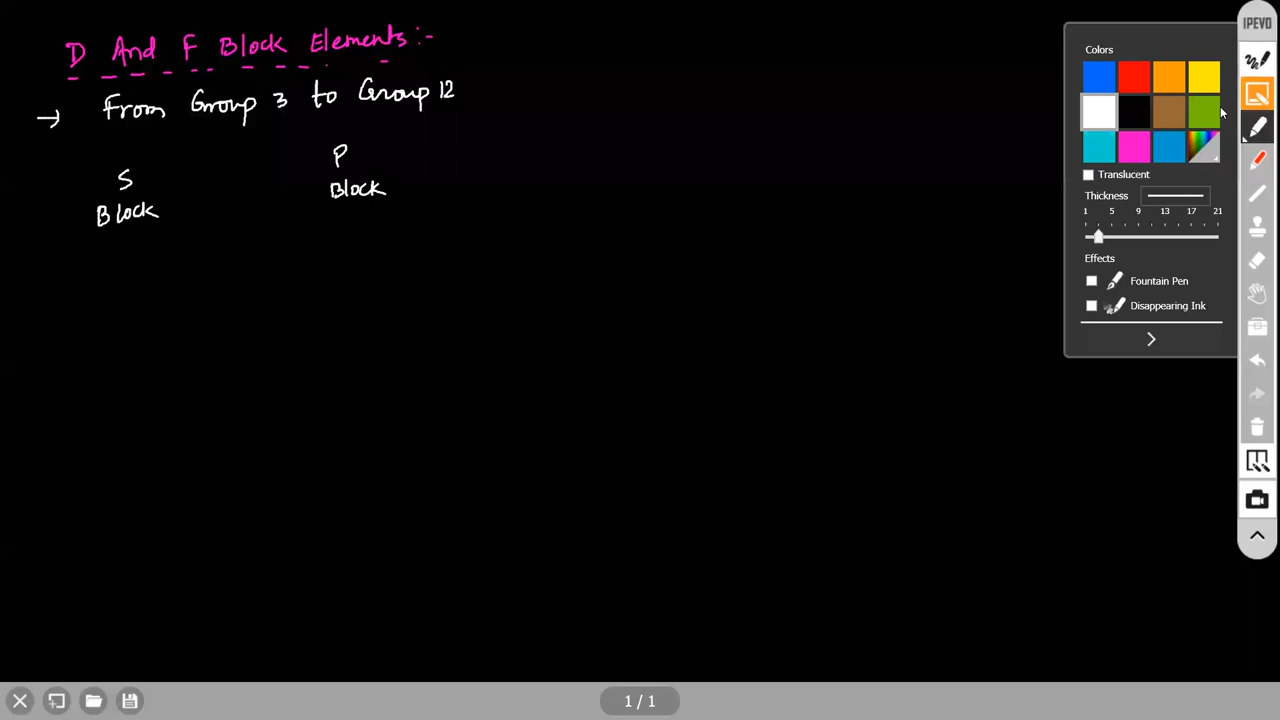 D And F Block Elements:-
→ From Group 3 to Group 12
S
Block
P
Block
IPEVO
Colors
Translucent
Thickness
1 5 9 13 17 21
Effects
Fountain Pen
Disappearing Ink
1 / 1